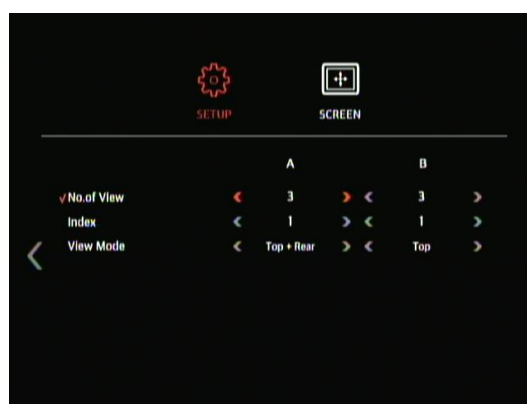 SETUP SCREEN
A B
No.of View 3 3
Index 1 1
View Mode Top + Rear Top